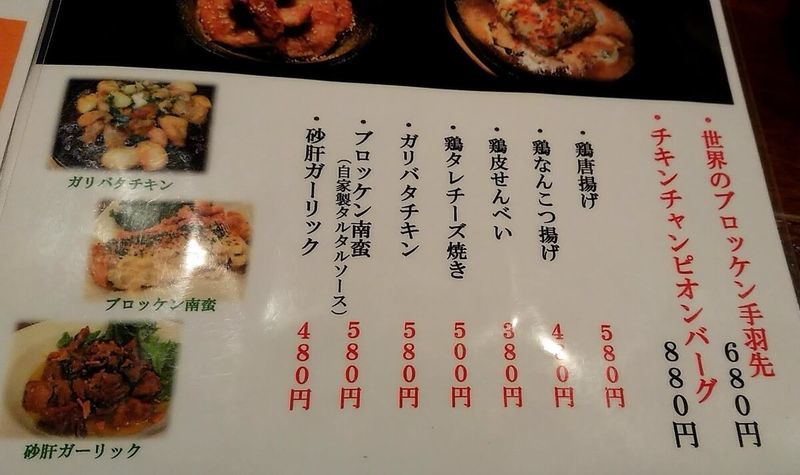 ・世界のブロッケン手羽先 680円
・チキンチャンピオンバーグ 880円
・鶏唐揚げ 580円
・鶏なんこつ揚げ 480円
・鶏皮せんべい 380円
・鶏タレチーズ焼き 500円
・ガリバタチキン 580円
・ブロッケン南蛮 580円
(自家製タルタルソース)
・砂肝ガーリック 480円
ガリバタチキン
ブロッケン南蛮
砂肝ガーリック